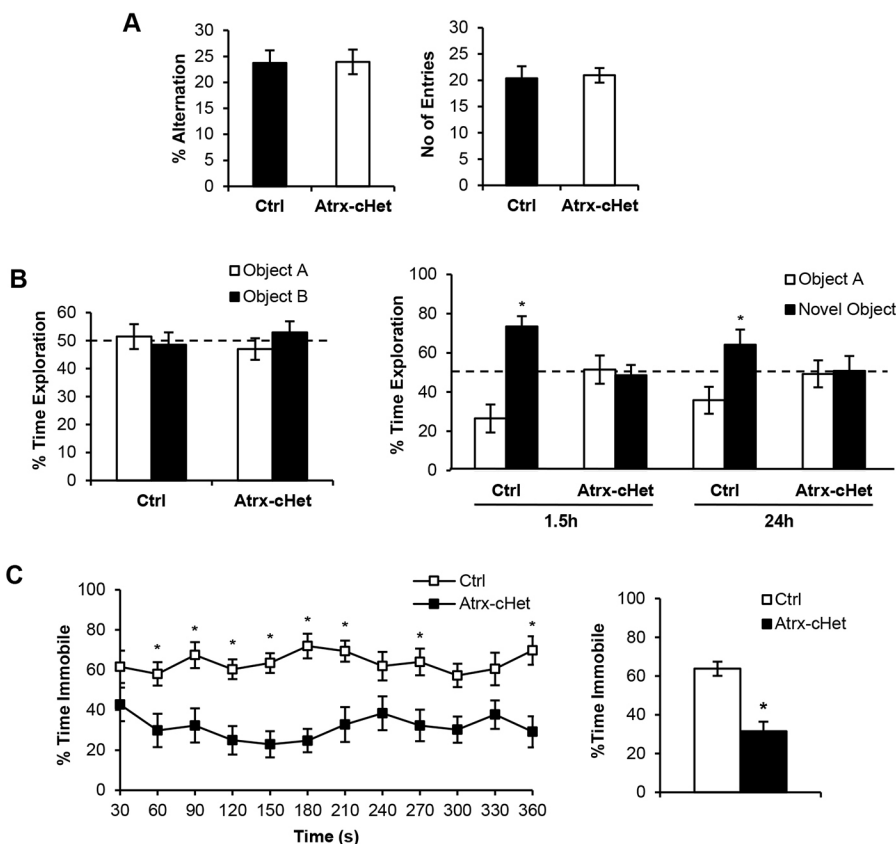 A
% Alternation
30
25
20
15
10
5
0
Ctrl Atrx-cHet
No of Entries
30
25
20
15
10
5
0
Ctrl Atrx-cHet
B
Object A
Object B
% Time Exploration
60
50
40
30
20
10
0
Ctrl Atrx-cHet
Object A
Novel Object
% Time Exploration
100
80
60
40
20
0
* *
Ctrl Atrx-cHet Ctrl Atrx-cHet
1.5h 24h
C
Ctrl
Atrx-cHet
% Time Immobile
100
80
60
40
20
0
* * * * * * * *
30 60 90 120 150 180 210 240 270 300 330 360
Time (s)
Ctrl
Atrx-cHet
%Time Immobile
100
80
60
40
20
0
*